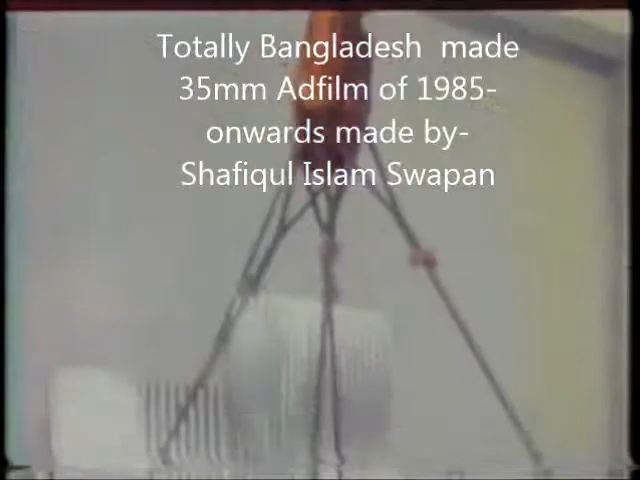 Totally Bangladesh  made
35mm Adfilm of 1985-
onwards made by-
Shafiqul Islam Swapan